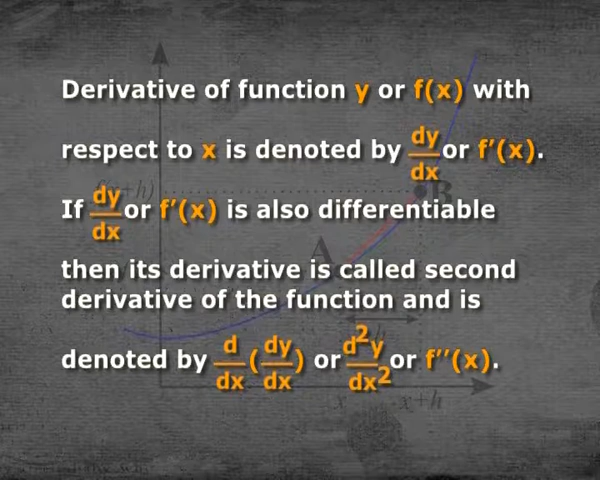 Derivative of function y or f(x) with
respect to x is denoted by dy/dx or f'(x).
If dy/dx or f'(x) is also differentiable
then its derivative is called second
derivative of the function and is
denoted by d/dx (dy/dx) or d²y/dx² or f''(x).
B
A
x+h